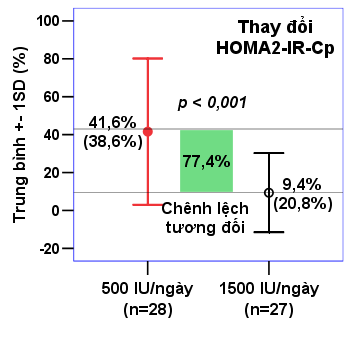 Thay đổi
HOMA2-IR-Cp
Trung bình +- 1SD (%)
100
80
60
40
20
0
-20
p < 0,001
41,6%
(38,6%)
77,4%
9,4%
(20,8%)
Chênh lệch
tương đối
500 IU/ngày
(n=28)
1500 IU/ngày
(n=27)